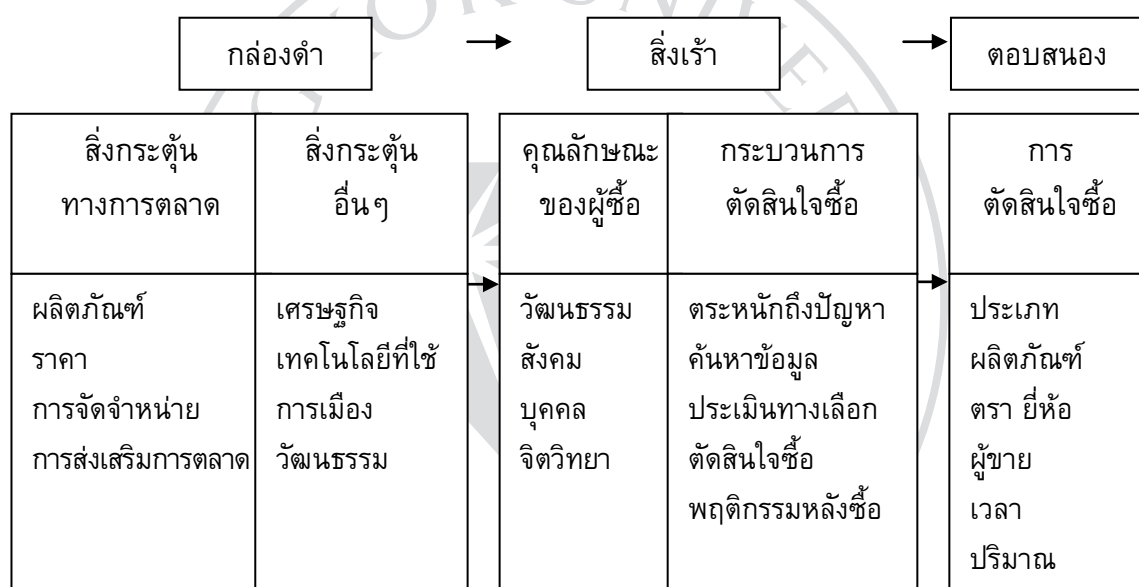 กล่องดำ
สิ่งเร้า
ตอบสนอง
สิ่งกระตุ้น
ทางการตลาด
สิ่งกระตุ้น
อื่นๆ
คุณลักษณะ
ของผู้ซื้อ
กระบวนการ
ตัดสินใจซื้อ
การ
ตัดสินใจซื้อ
ผลิตภัณฑ์
ราคา
การจัดจำหน่าย
การส่งเสริมการตลาด
เศรษฐกิจ
เทคโนโลยีที่ใช้
การเมือง
วัฒนธรรม
วัฒนธรรม
สังคม
บุคคล
จิตวิทยา
ตระหนักถึงปัญหา
ค้นหาข้อมูล
ประเมินทางเลือก
ตัดสินใจซื้อ
พฤติกรรมหลังซื้อ
ประเภท
ผลิตภัณฑ์
ตรา ยี่ห้อ
ผู้ขาย
เวลา
ปริมาณ